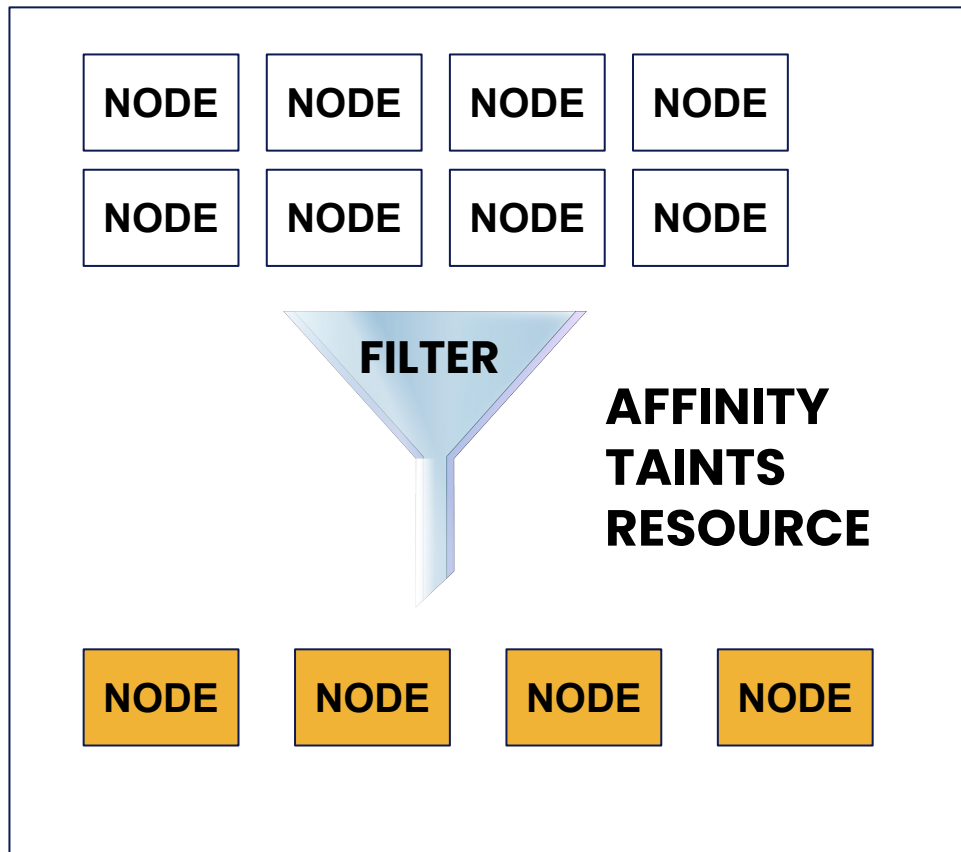 NODE NODE NODE NODE
NODE NODE NODE NODE
FILTER
AFFINITY
TAINTS
RESOURCE
NODE NODE NODE NODE